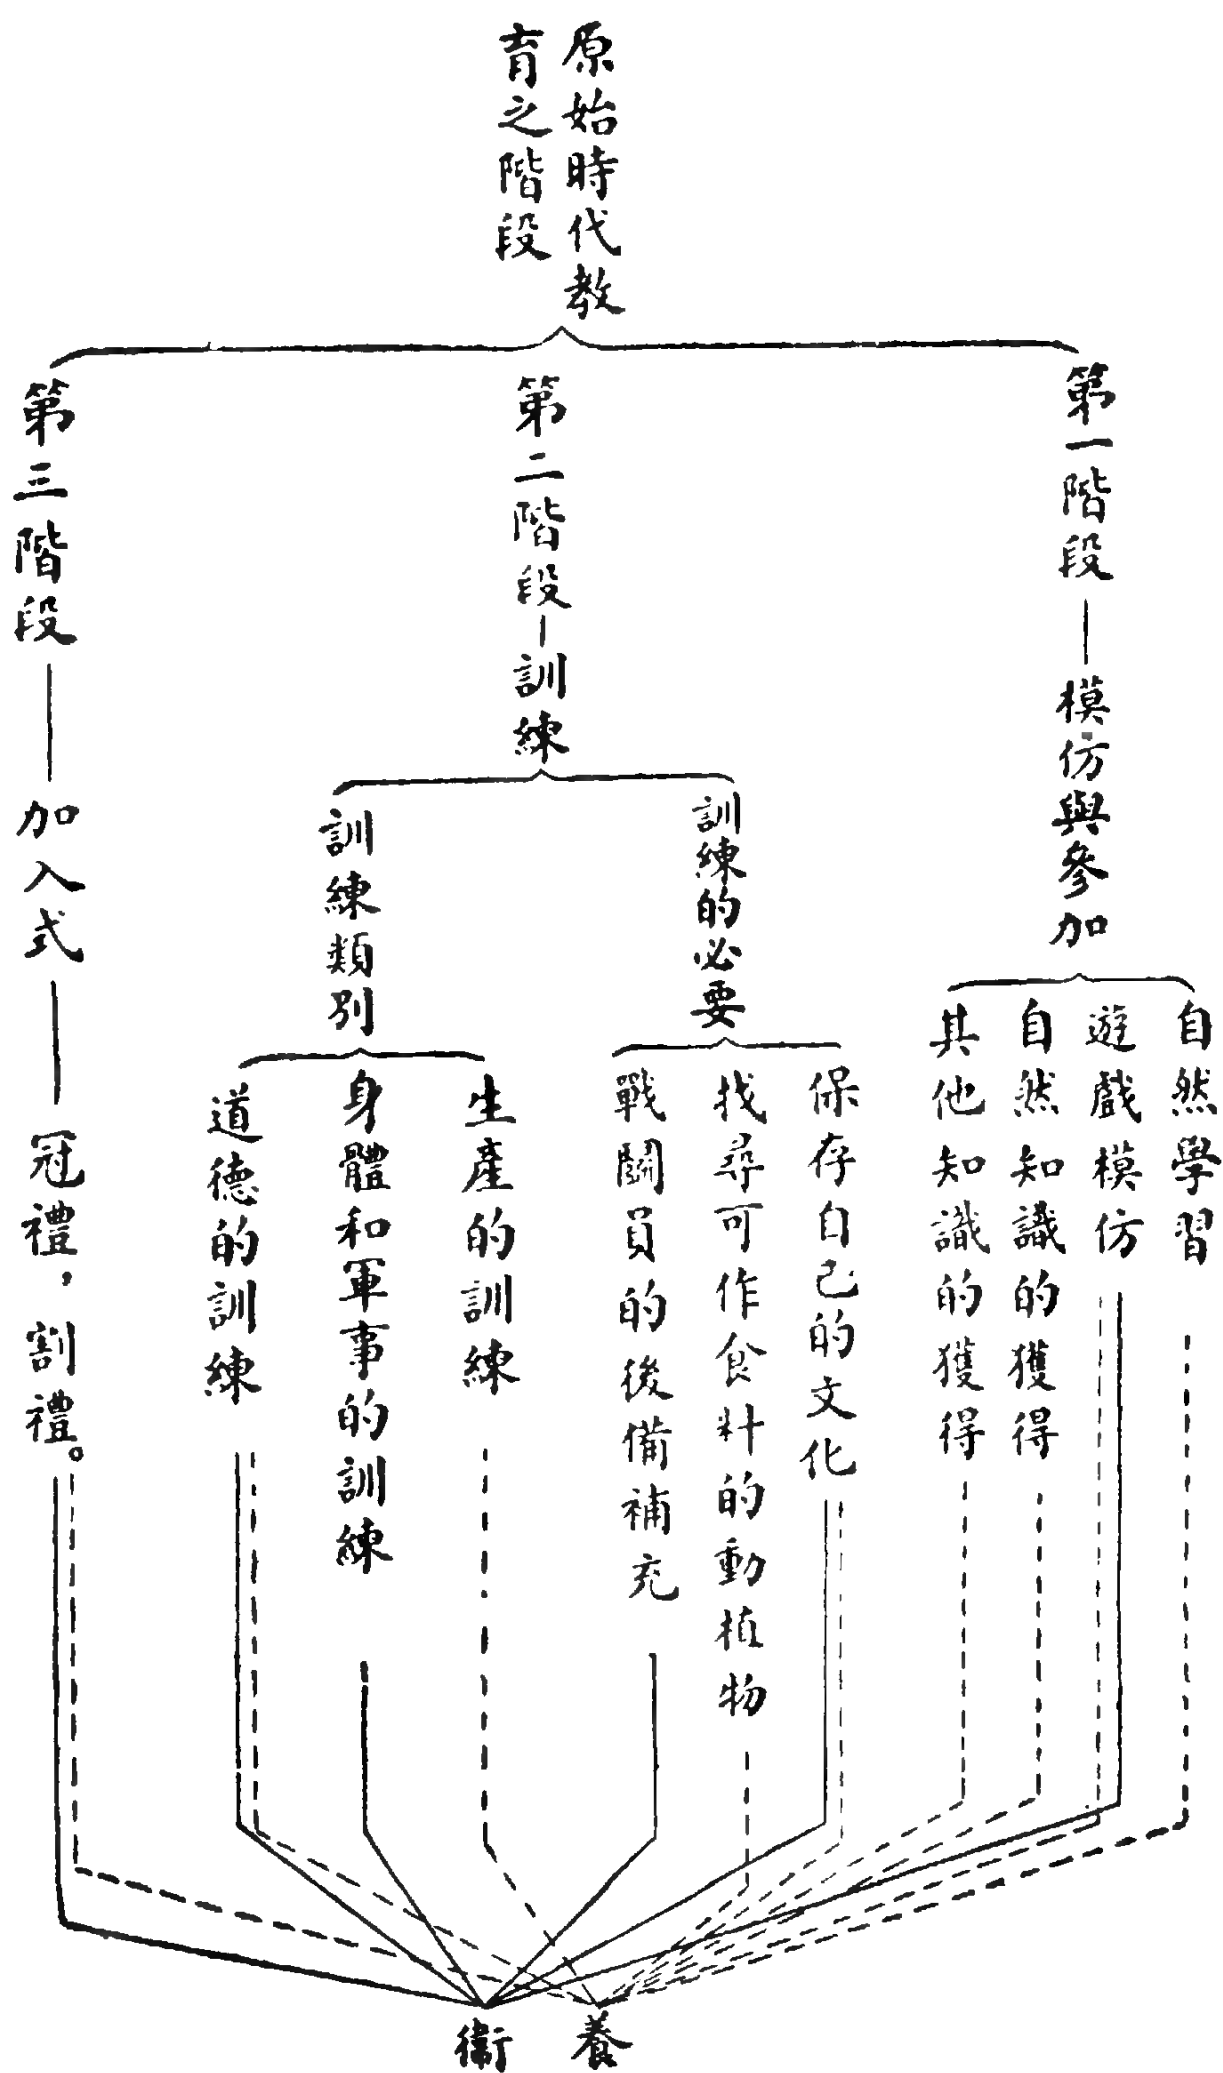 原始時代教
育之階段
第一階段
模仿與參加
自然學習
遊戲模仿
自然知識的獲得
其他知識的獲得
第二階段
訓練
訓練的必要
保存自己的文化
找尋可作食料的動植物
戰鬪員的後備補充
訓練類別
生產的訓練
身體和軍事的訓練
道德的訓練
第三階段
加入式
冠禮，割禮。
養
衞